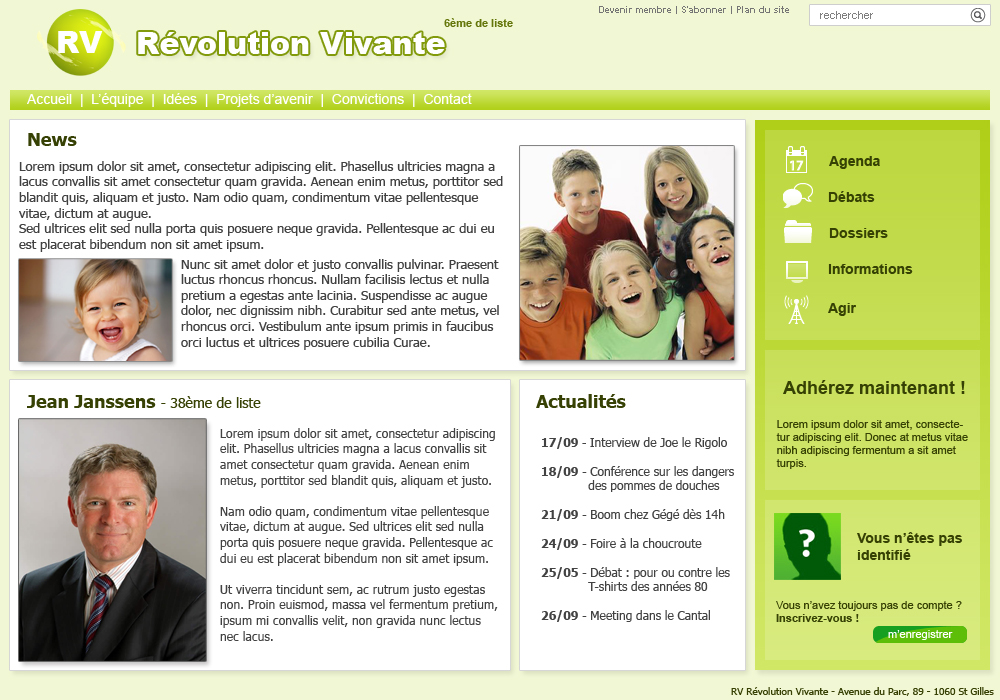 Devenir membre | S'abonner | Plan du site
rechercher
RV
Révolution Vivante
6ème de liste
Accueil | L'équipe | Idées | Projets d'avenir | Convictions | Contact
News
Lorem ipsum dolor sit amet, consectetur adipiscing elit. Phasellus ultricies magna a
lacus convallis sit amet consectetur quam gravida. Aenean enim metus, porttitor sed
blandit quis, aliquam et justo. Nam odio quam, condimentum vitae pellentesque
vitae, dictum at augue.
Sed ultrices elit sed nulla porta quis posuere neque gravida. Pellentesque ac dui eu
est placerat bibendum non sit amet ipsum.
Nunc sit amet dolor et justo convallis pulvinar. Praesent
luctus rhoncus rhoncus. Nullam facilisis lectus et nulla
pretium a egestas ante lacinia. Suspendisse ac augue
dolor, nec dignissim nibh. Curabitur sed ante metus, vel
rhoncus orci. Vestibulum ante ipsum primis in faucibus
orci luctus et ultrices posuere cubilia Curae.
Jean Janssens - 38ème de liste
Lorem ipsum dolor sit amet, consectetur adipiscing
elit. Phasellus ultricies magna a lacus convallis sit
amet consectetur quam gravida. Aenean enim
metus, porttitor sed blandit quis, aliquam et justo.
Nam odio quam, condimentum vitae pellentesque
vitae, dictum at augue. Sed ultrices elit sed nulla
porta quis posuere neque gravida. Pellentesque ac
dui eu est placerat bibendum non sit amet ipsum.
Ut viverra tincidunt sem, ac rutrum justo egestas
non. Proin euismod, massa vel fermentum pretium,
ipsum mi convallis velit, non gravida nunc lectus
nec lacus.
Actualités
17/09 - Interview de Joe le Rigolo
18/09 - Conférence sur les dangers
des pommes de douches
21/09 - Boom chez Gégé dès 14h
24/09 - Foire à la choucroute
25/05 - Débat : pour ou contre les
T-shirts des années 80
26/09 - Meeting dans le Cantal
17
Agenda
Débats
Dossiers
Informations
Agir
Adhérez maintenant !
Lorem ipsum dolor sit amet, consecte-
tur adipiscing elit. Donec at metus vitae
nibh adipiscing fermentum a sit amet
turpis.
?
Vous n'êtes pas
identifié
Vous n'avez toujours pas de compte ?
Inscrivez-vous !
m'enregistrer
RV Révolution Vivante - Avenue du Parc, 89 - 1060 St Gilles